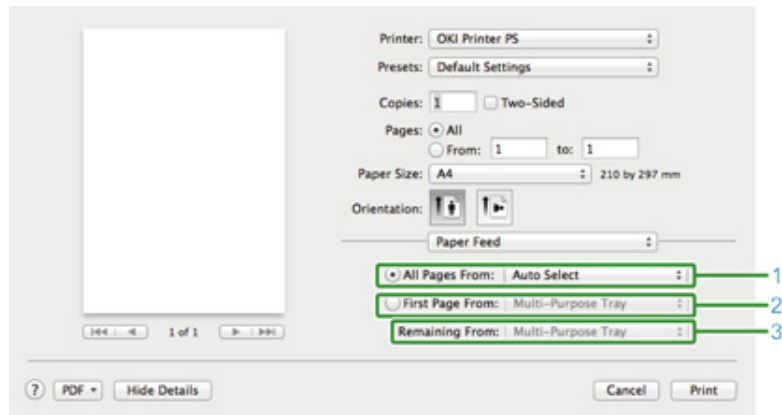 Printer: OKI Printer PS
Presets: Default Settings
Copies: 1 Two-Sided
Pages: All
From: 1 to: 1
Paper Size: A4 210 by 297 mm
Orientation:
Paper Feed
All Pages From: Auto Select 1
First Page From: Multi-Purpose Tray 2
Remaining From: Multi-Purpose Tray 3
1 of 1
? PDF Hide Details Cancel Print